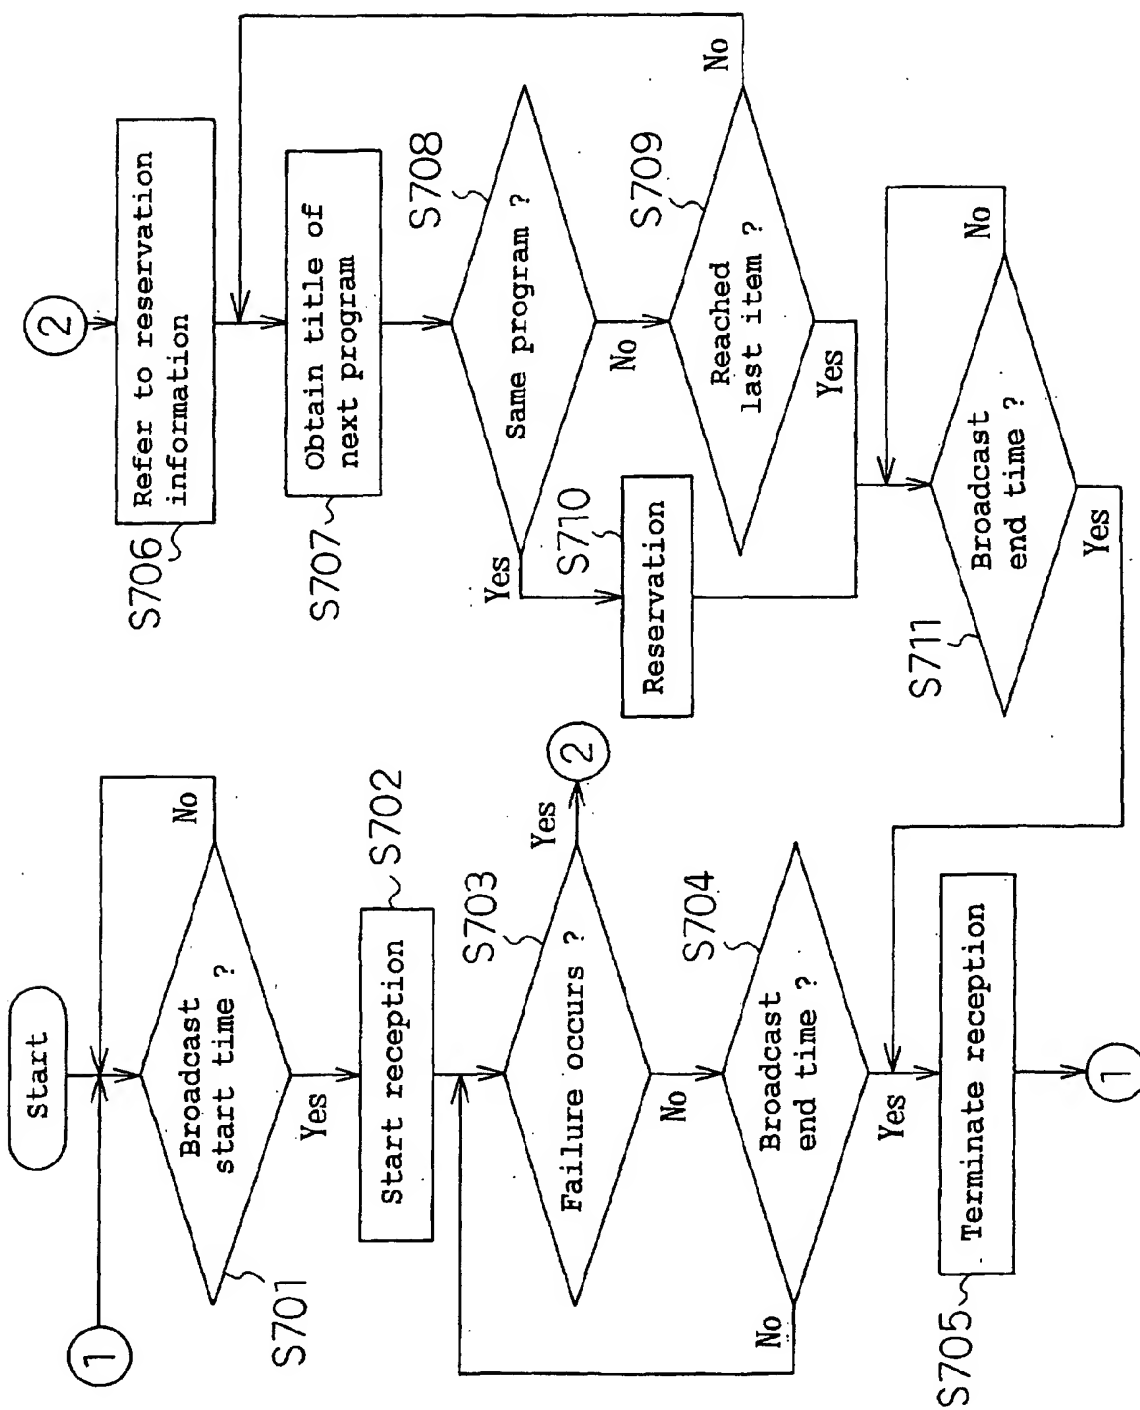 Start
1
Broadcast
start time ?
S701
No
Yes
Start reception
S702
Failure occurs ?
S703
Yes
2
No
Broadcast
end time ?
S704
No
Yes
Terminate reception
S705
1
2
Refer to reservation
information
S706
Obtain title of
next program
S707
Same program ?
S708
Yes
No
Reached
last item ?
S709
No
Yes
Reservation
S710
Broadcast
end time ?
S711
No
Yes